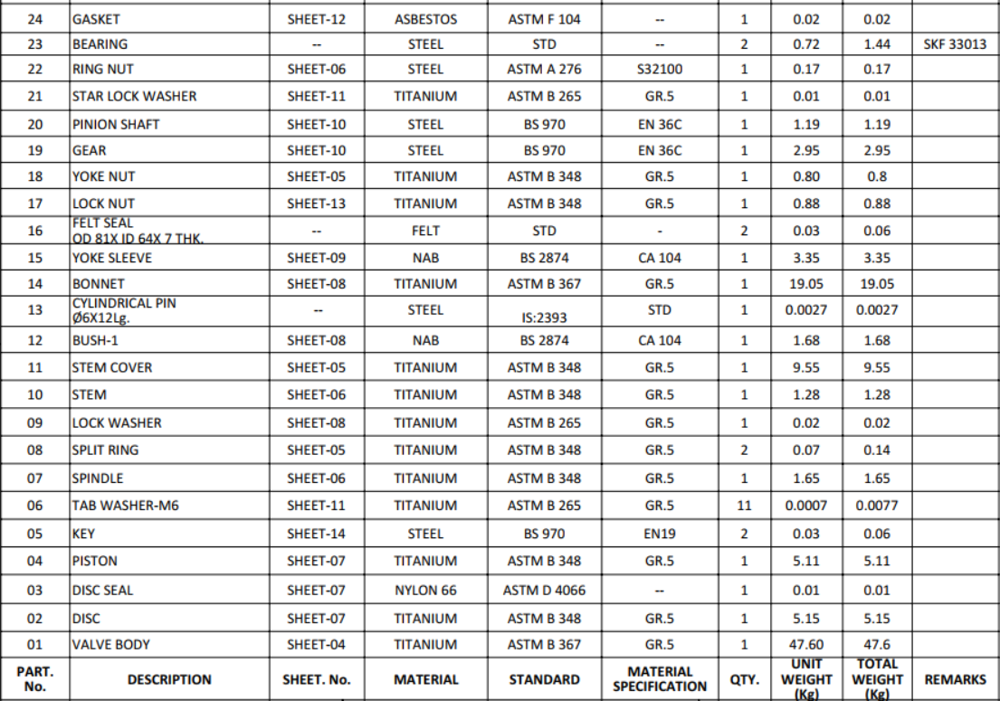 24 GASKET SHEET-12 ASBESTOS ASTM F 104 -- 1 0.02 0.02
23 BEARING -- STEEL STD -- 2 0.72 1.44 SKF 33013
22 RING NUT SHEET-06 STEEL ASTM A 276 S32100 1 0.17 0.17
21 STAR LOCK WASHER SHEET-11 TITANIUM ASTM B 265 GR.5 1 0.01 0.01
20 PINION SHAFT SHEET-10 STEEL BS 970 EN 36C 1 1.19 1.19
19 GEAR SHEET-10 STEEL BS 970 EN 36C 1 2.95 2.95
18 YOKE NUT SHEET-05 TITANIUM ASTM B 348 GR.5 1 0.80 0.8
17 LOCK NUT SHEET-13 TITANIUM ASTM B 348 GR.5 1 0.88 0.88
16 FELT SEAL
OD 81X ID 64X 7 THK. -- FELT STD - 2 0.03 0.06
15 YOKE SLEEVE SHEET-09 NAB BS 2874 CA 104 1 3.35 3.35
14 BONNET SHEET-08 TITANIUM ASTM B 367 GR.5 1 19.05 19.05
13 CYLINDRICAL PIN
Ø6X12Lg. -- STEEL IS:2393 STD 1 0.0027 0.0027
12 BUSH-1 SHEET-08 NAB BS 2874 CA 104 1 1.68 1.68
11 STEM COVER SHEET-05 TITANIUM ASTM B 348 GR.5 1 9.55 9.55
10 STEM SHEET-06 TITANIUM ASTM B 348 GR.5 1 1.28 1.28
09 LOCK WASHER SHEET-08 TITANIUM ASTM B 265 GR.5 1 0.02 0.02
08 SPLIT RING SHEET-05 TITANIUM ASTM B 348 GR.5 2 0.07 0.14
07 SPINDLE SHEET-06 TITANIUM ASTM B 348 GR.5 1 1.65 1.65
06 TAB WASHER-M6 SHEET-11 TITANIUM ASTM B 265 GR.5 11 0.0007 0.0077
05 KEY SHEET-14 STEEL BS 970 EN19 2 0.03 0.06
04 PISTON SHEET-07 TITANIUM ASTM B 348 GR.5 1 5.11 5.11
03 DISC SEAL SHEET-07 NYLON 66 ASTM D 4066 -- 1 0.01 0.01
02 DISC SHEET-07 TITANIUM ASTM B 348 GR.5 1 5.15 5.15
01 VALVE BODY SHEET-04 TITANIUM ASTM B 367 GR.5 1 47.60 47.6
PART.
No. DESCRIPTION SHEET. No. MATERIAL STANDARD MATERIAL
SPECIFICATION QTY. UNIT
WEIGHT
(Kg) TOTAL
WEIGHT
(Kg) REMARKS